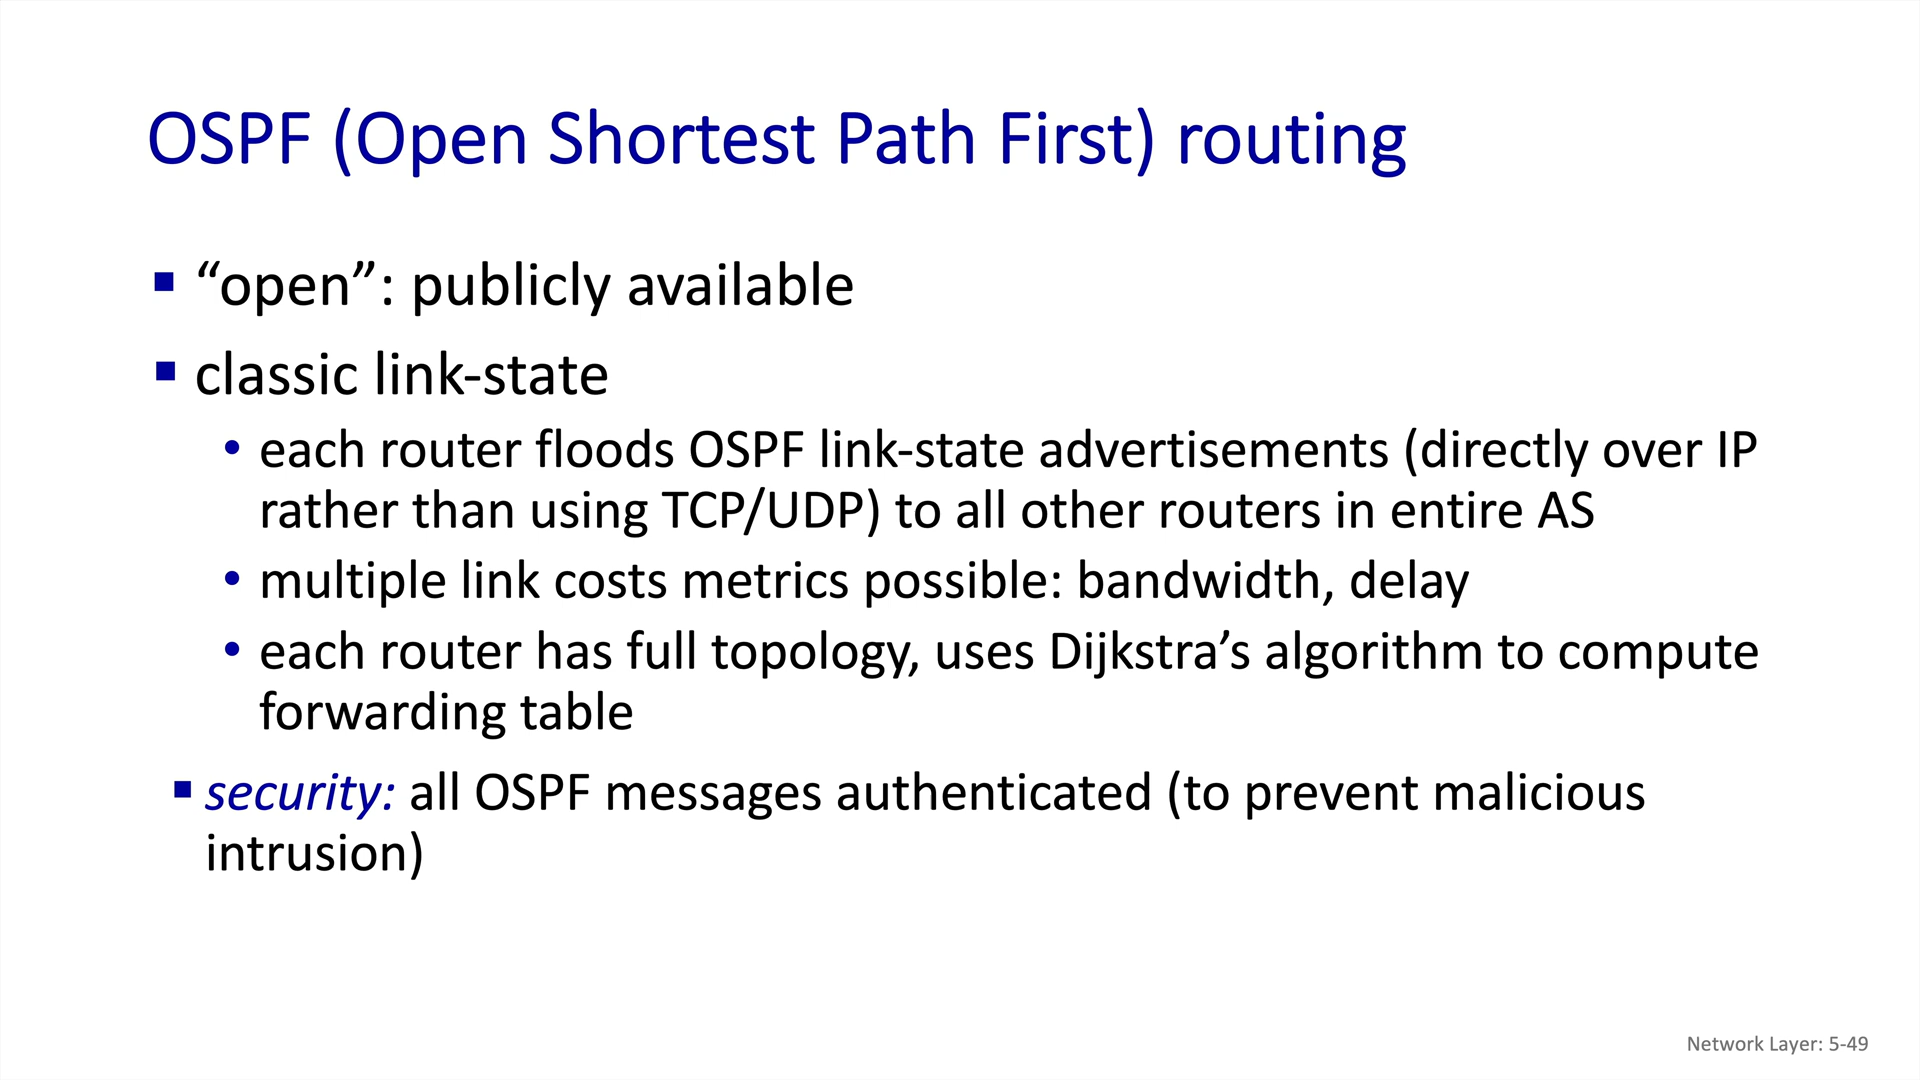 OSPF (Open Shortest Path First) routing
▪ “open”: publicly available
▪ classic link-state
• each router floods OSPF link-state advertisements (directly over IP
rather than using TCP/UDP) to all other routers in entire AS
• multiple link costs metrics possible: bandwidth, delay
• each router has full topology, uses Dijkstra’s algorithm to compute
forwarding table
▪ security: all OSPF messages authenticated (to prevent malicious
intrusion)
Network Layer: 5-49